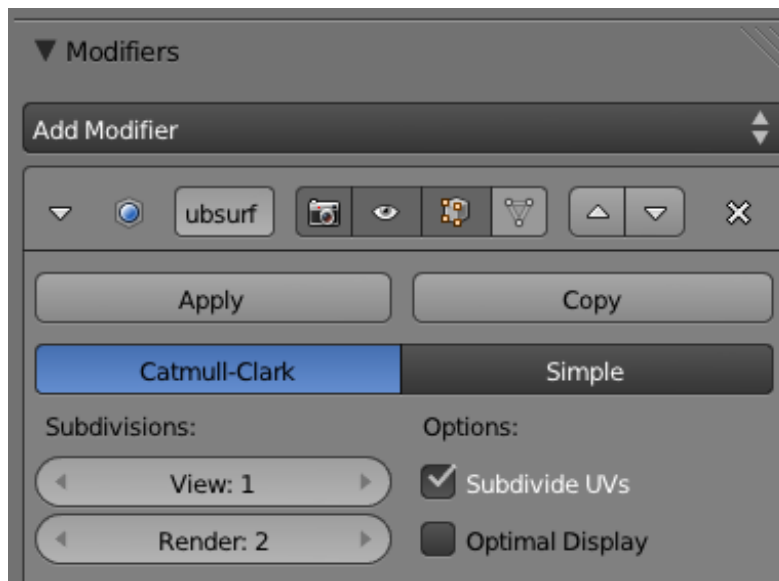 Modifiers
Add Modifier
ubsurf
Apply Copy
Catmull-Clark Simple
Subdivisions: Options:
View: 1 Subdivide UVs
Render: 2 Optimal Display